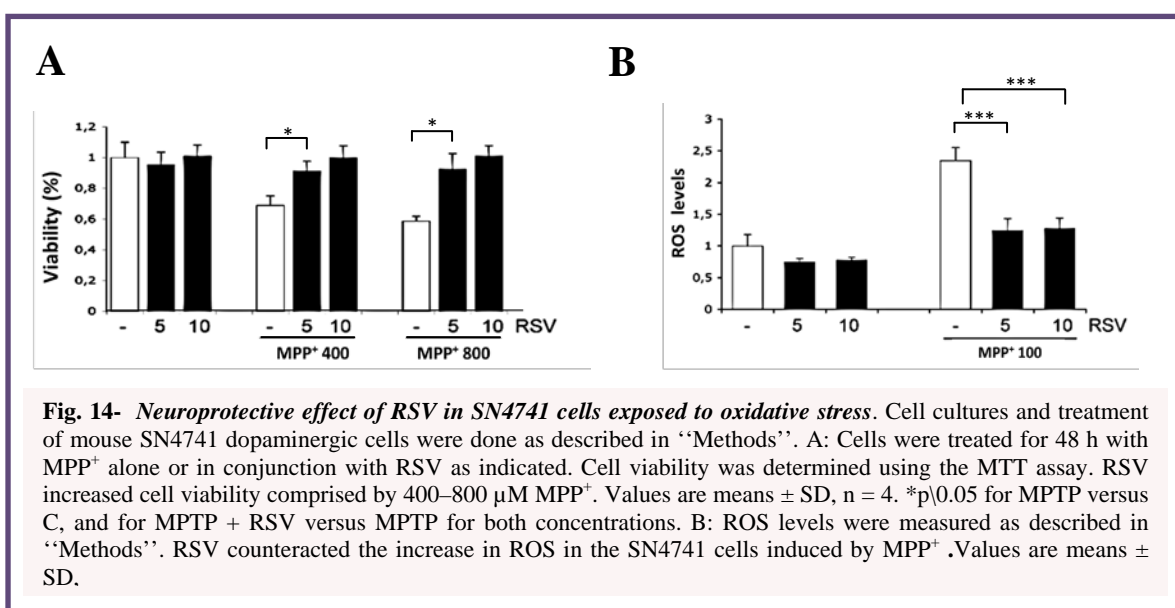 A
B
*
*
***
***
Viability (%)
1,2
1
0,8
0,6
0,4
0,2
0
- 5 10 - 5 10 - 5 10 RSV
MPP+ 400 MPP+ 800
ROS levels
3
2,5
2
1,5
1
0,5
0
- 5 10 - 5 10 RSV
MPP+ 100
Fig. 14- Neuroprotective effect of RSV in SN4741 cells exposed to oxidative stress. Cell cultures and treatment
of mouse SN4741 dopaminergic cells were done as described in ‘‘Methods’’. A: Cells were treated for 48 h with
MPP+ alone or in conjunction with RSV as indicated. Cell viability was determined using the MTT assay. RSV
increased cell viability comprised by 400–800 µM MPP+. Values are means ± SD, n = 4. *p\0.05 for MPTP versus
C, and for MPTP + RSV versus MPTP for both concentrations. B: ROS levels were measured as described in
‘‘Methods’’. RSV counteracted the increase in ROS in the SN4741 cells induced by MPP+ .Values are means ±
SD.